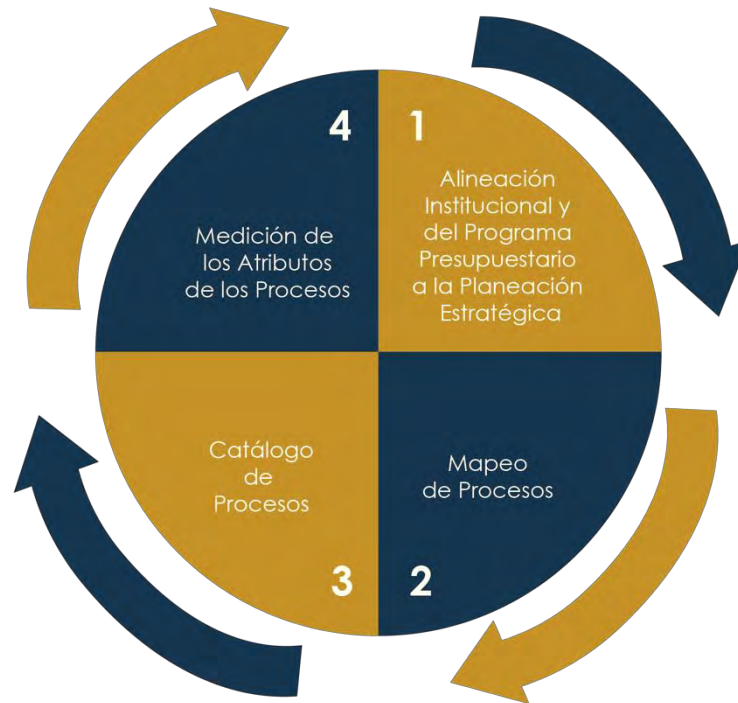 1
Alineación
Institucional y
del Programa
Presupuestario
a la Planeación
Estratégica
Mapeo
de Procesos
2
Catálogo
de
Procesos
3
4
Medición de
los Atributos
de los Procesos